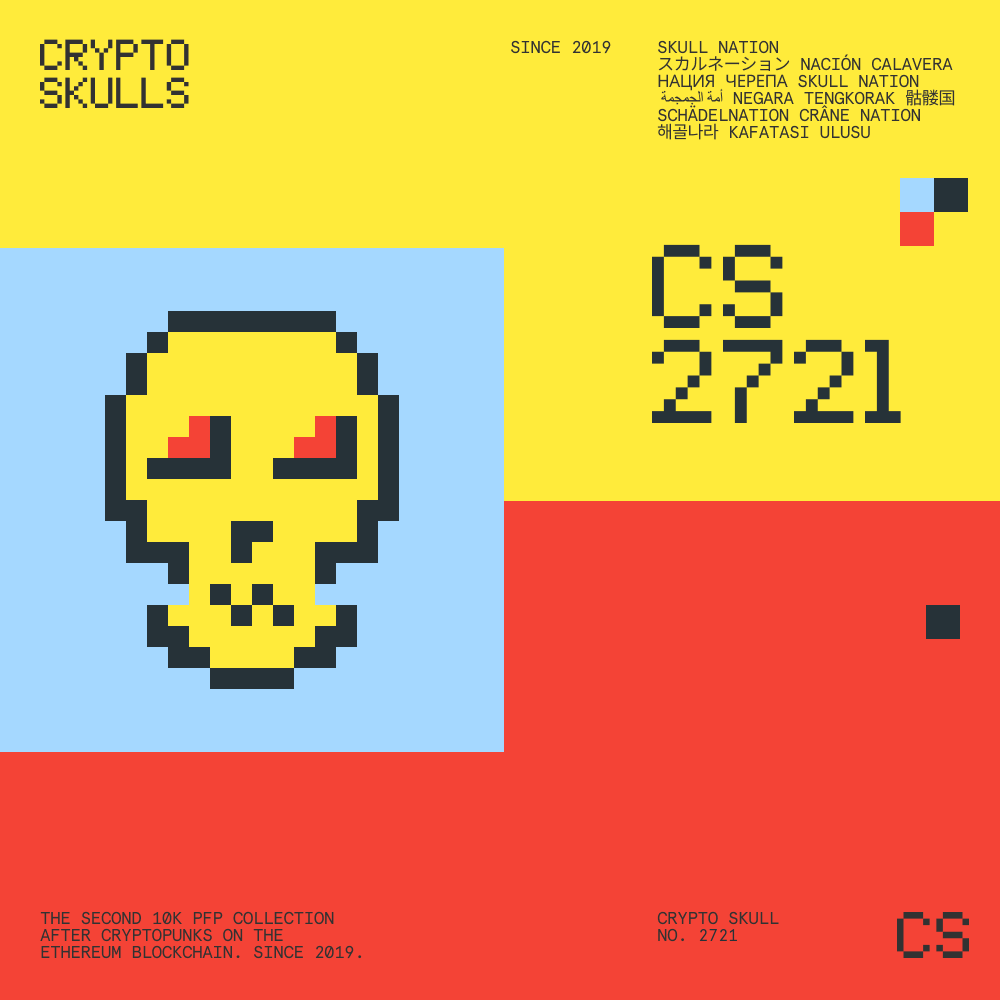 CRYPTO
SKULLS
SINCE 2019
SKULL NATION
スカルネーション NACIÓN CALAVERA
НАЦИЯ ЧЕРЕПА SKULL NATION
أمة الجمجمة NEGARA TENGKORAK 骷髅国
SCHÄDELNATION CRÂNE NATION
해골나라 KAFATASI ULUSU
CS
2721
THE SECOND 10K PFP COLLECTION
AFTER CRYPTOPUNKS ON THE
ETHEREUM BLOCKCHAIN. SINCE 2019.
CRYPTO SKULL
NO. 2721
CS